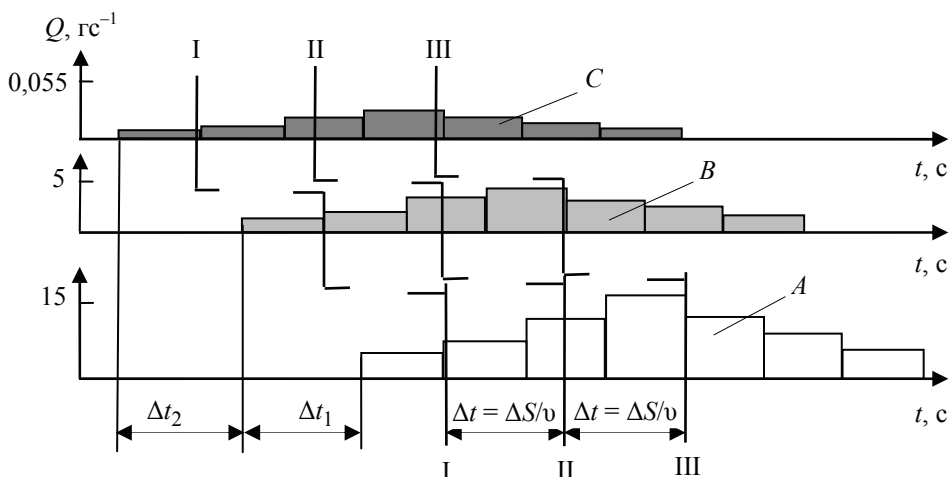 Q, гс⁻¹
I II III
0,055
C
t, с
5
B
t, с
15
A
t, с
Δt₂ Δt₁ Δt = ΔS/υ Δt = ΔS/υ
I II III